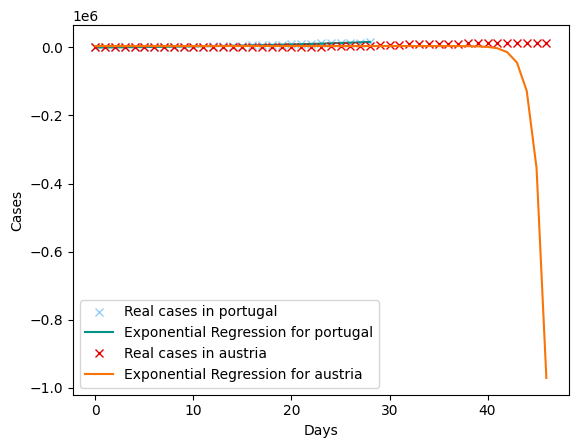 1e6
0.0
−0.2
−0.4
−0.6
−0.8
−1.0
Cases
Real cases in portugal
Exponential Regression for portugal
Real cases in austria
Exponential Regression for austria
0 10 20 30 40
Days